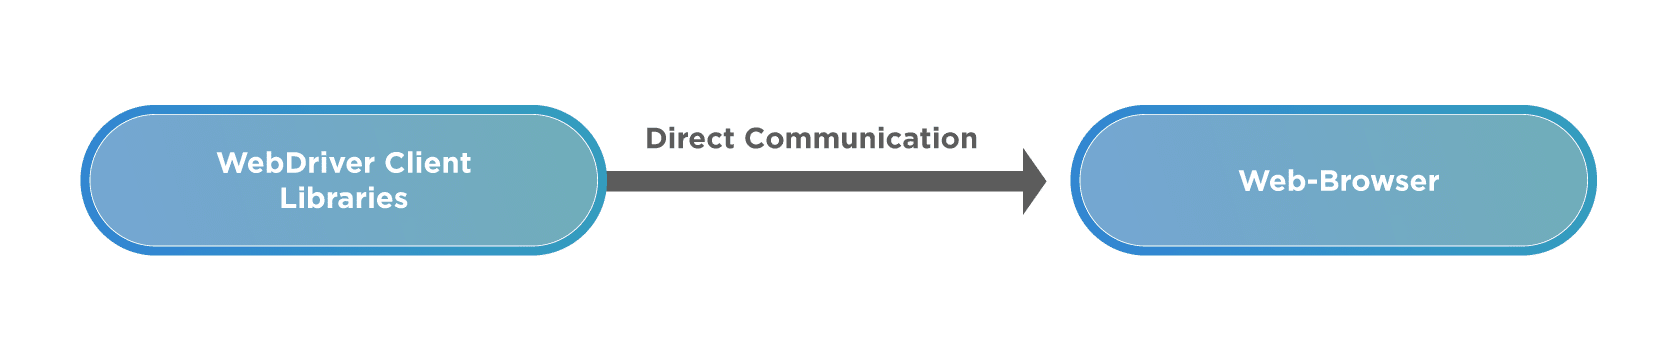 WebDriver Client
Libraries
Direct Communication
Web-Browser